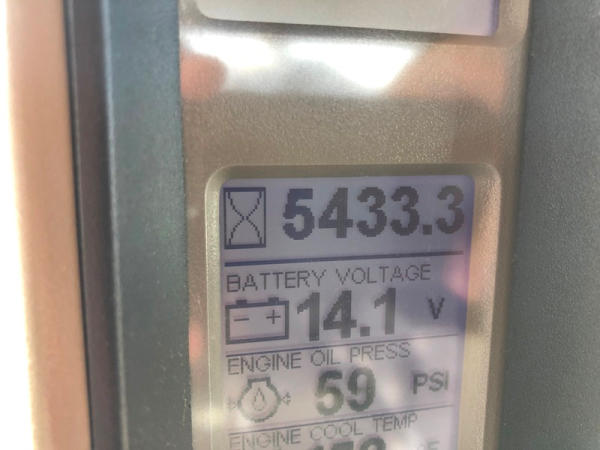 5433.3
BATTERY VOLTAGE
- + 14.1 V
ENGINE OIL PRESS
59 PSI
ENGINE COOL TEMP